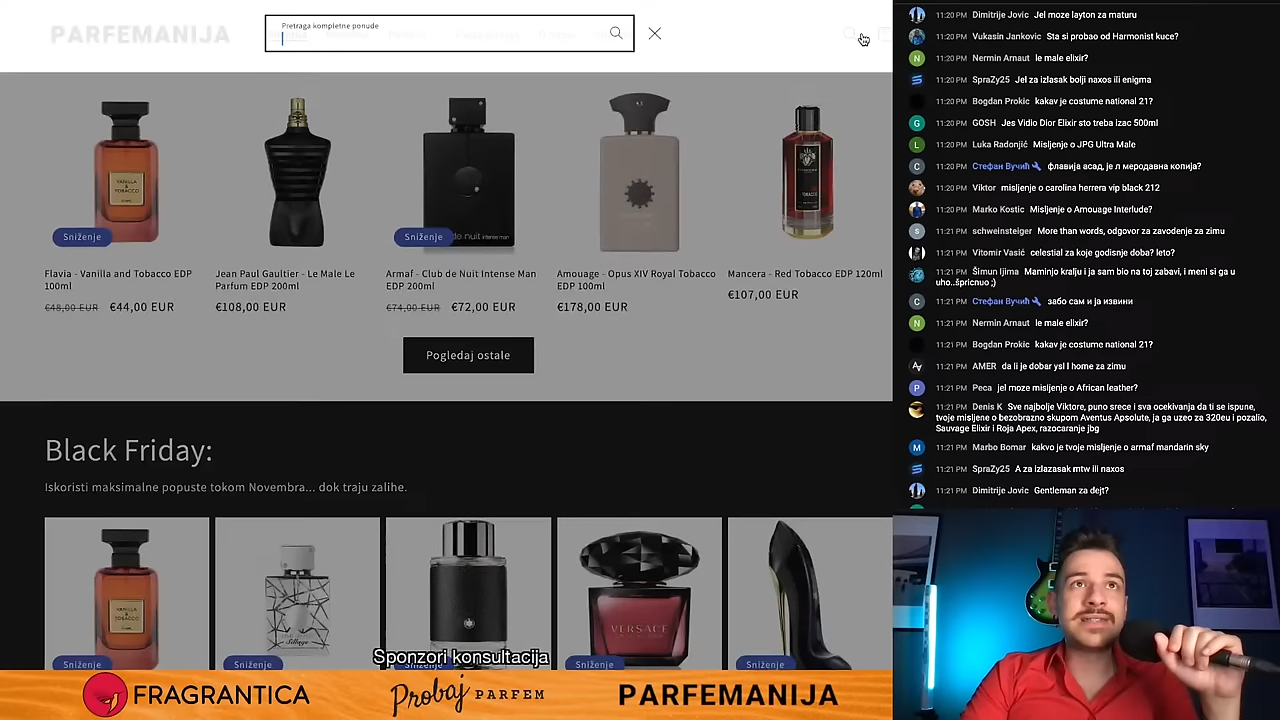 PARFEMANIJA
Pretraga kompletne ponude
Sniženje
Sniženje
Flavia - Vanilla and Tobacco EDP
100ml
€48,00 EUR €44,00 EUR
Jean Paul Gaultier - Le Male Le
Parfum EDP 200ml
€108,00 EUR
Armaf - Club de Nuit Intense Man
EDP 200ml
€74,00 EUR €72,00 EUR
Amouage - Opus XIV Royal Tobacco
EDP 100ml
€178,00 EUR
Mancera - Red Tobacco EDP 120ml
€107,00 EUR
Pogledaj ostale
Black Friday:
Iskoristi maksimalne popuste tokom Novembra... dok traju zalihe.
VERSACE
Sniženje
Sniženje
Sniženje
Sniženje
Sponzori konsultacija
FRAGRANTICA
Probaj PARFEM
PARFEMANIJA
11:20 PM Dimitrije Jovic Jel moze layton za maturu
11:20 PM Vukasin Jankovic Sta si probao od Harmonist kuce?
11:20 PM Nermin Arnaut le male elixir?
11:20 PM SpraZy25 Jel za izlasak bolji naxos ili enigma
11:20 PM Bogdan Prokic kakav je costume national 21?
11:20 PM GOSH Jes Vidio Dior Elixir sto treba izac 500ml
11:20 PM Luka Radonjić Misljenje o JPG Ultra Male
11:20 PM Стефан Вучић флавија асад, је л меродавна копија?
11:20 PM Viktor misljenje o carolina herrera vip black 212
11:20 PM Marko Kostic Misljenje o Amouage Interlude?
11:20 PM schweinsteiger More than words, odgovor za zavodenje za zimu
11:20 PM Vitomir Vasić celestial za koje godisnje doba? leto?
11:21 PM Šimun Ijima Maminjo kralju i ja sam bio na toj zabavi, i meni si ga u
uho..špricnuo ;)
11:21 PM Стефан Вучић забо сам и ја извини
11:21 PM Nermin Arnaut le male elixir?
11:21 PM Bogdan Prokic kakav je costume national 21?
11:21 PM AMER da li je dobar ysl l home za zimu
11:21 PM Peca jel moze misljenje o African leather?
11:21 PM Denis K Sve najbolje Viktore, puno srece i sva ocekivanja da ti se ispune,
tvoje misljene o bezobrazno skupom Aventus Apsolute, ja ga uzeo za 320eu i pozalio,
Sauvage Elixir i Roja Apex, razocaranje jbg
11:21 PM Marbo Bomar kakvo je tvoje misljenje o armaf mandarin sky
11:21 PM SpraZy25 A za izlazasak mtw ili naxos
11:21 PM Dimitrije Jovic Gentleman za dejt?